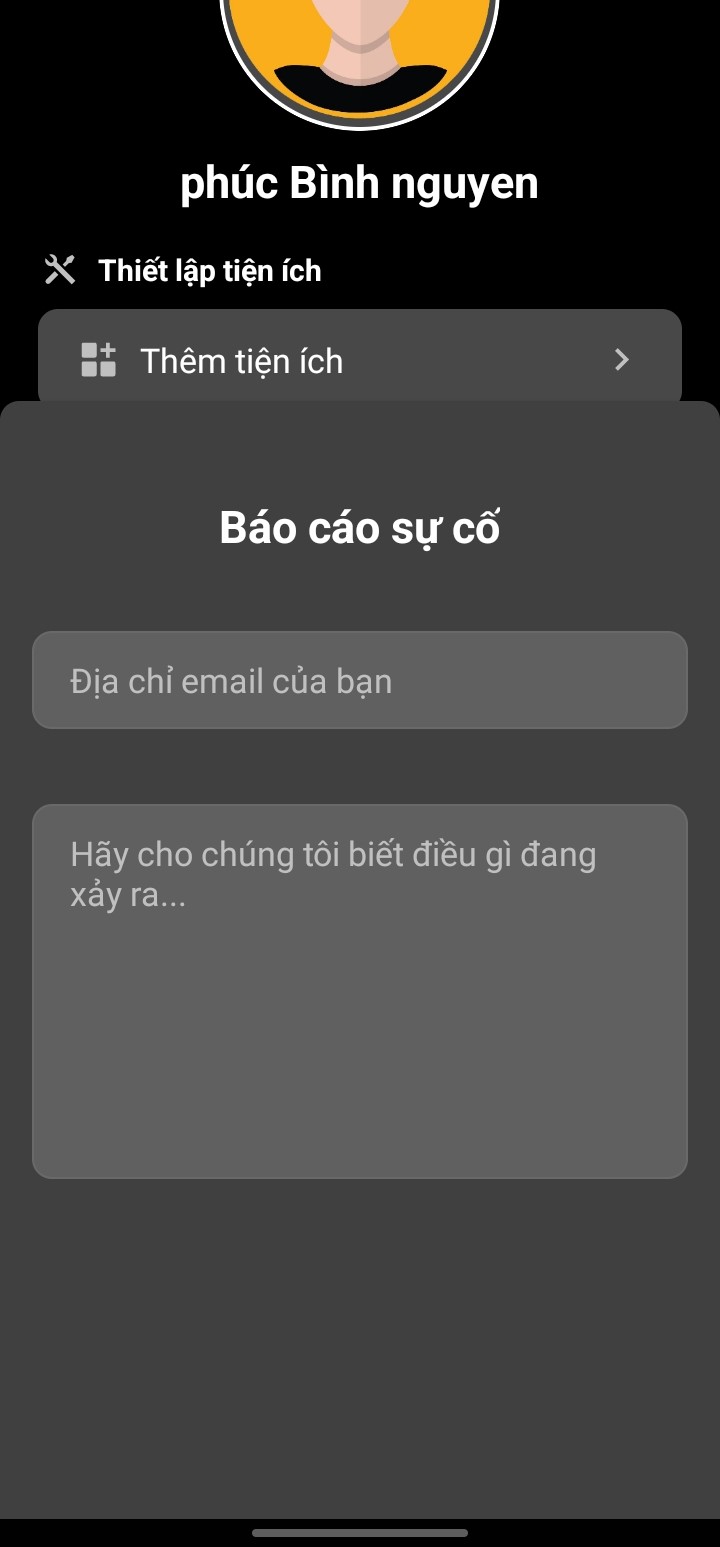 phúc Bình nguyen
Thiết lập tiện ích
Thêm tiện ích
Báo cáo sự cố
Địa chỉ email của bạn
Hãy cho chúng tôi biết điều gì đang
xảy ra...